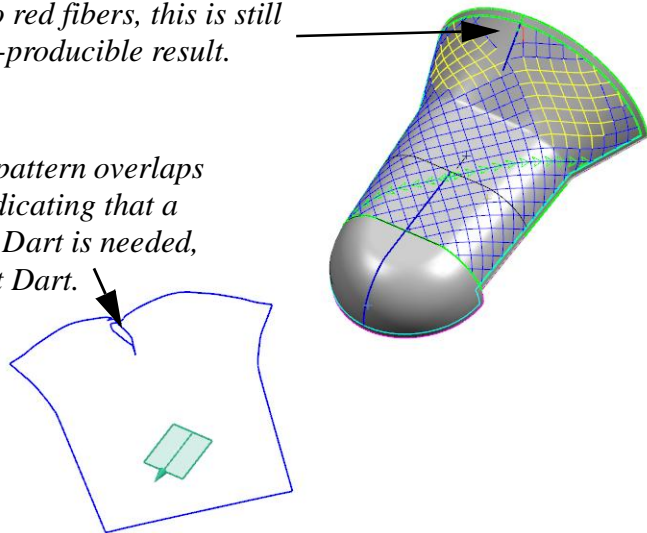 red fibers, this is still
-producible result.
pattern overlaps
dicating that a
Dart is needed,
t Dart.